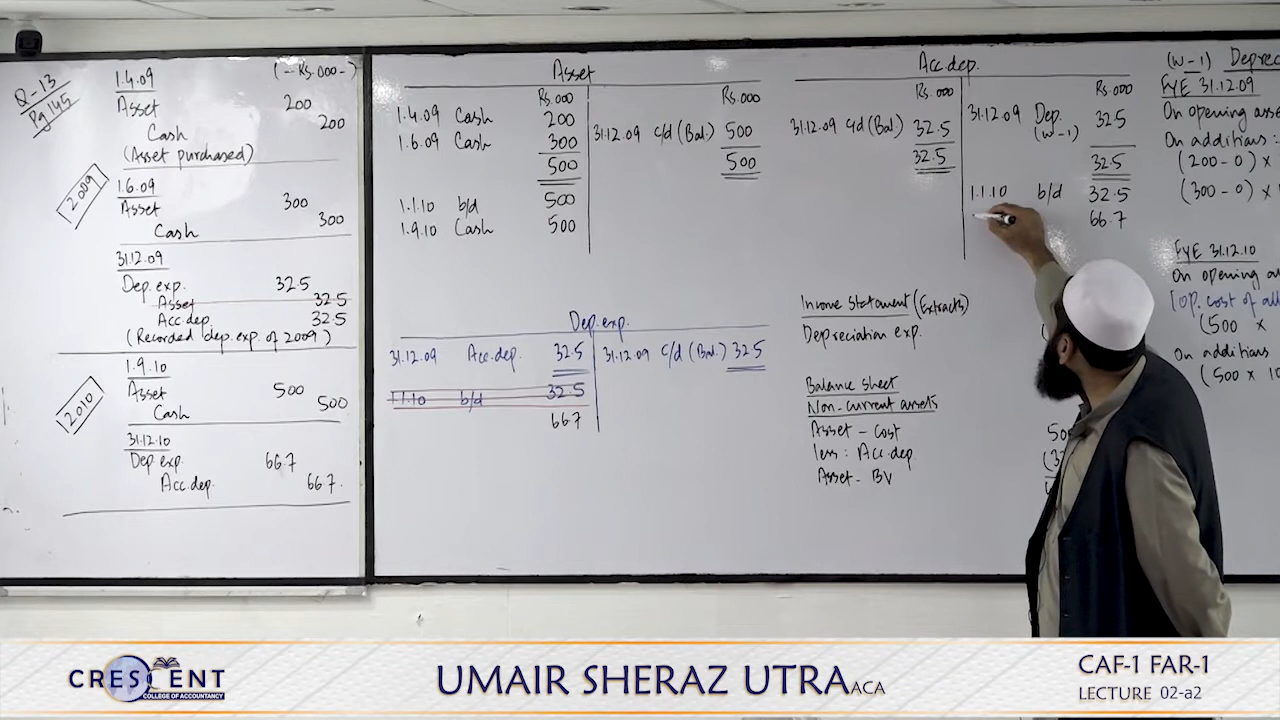 Q-13
Pg 145
1.4.09 (-Rs.000-)
Asset 200
Cash 200
(Asset purchased)
2009
1.6.09
Asset 300
Cash 300
31.12.09
Dep. exp. 32.5
Asset 32.5
Acc.dep. 32.5
(Recorded dep. exp. of 2009)
2010
1.9.10
Asset 500
Cash 500
31.12.10
Dep exp. 66.7
Acc.dep. 66.7.
Asset
Rs.000 Rs.000
1.4.09 Cash 200
31.12.09 c/d (Bal.) 500
1.6.09 Cash 300
500 500
1.1.10 b/d 500
1.9.10 Cash 500
Dep. exp.
31.12.09 Acc.dep. 32.5 31.12.09 c/d (Bal.) 32.5
1.1.10 b/d 32.5
66.7
Acc.dep.
Rs.000 Rs.000
31.12.09 c/d (Bal.) 32.5 31.12.09 Dep. 32.5
(W-1)
32.5 32.5
1.1.10 b/d 32.5
66.7
Income Statement (Extracts)
Depreciation exp.
Balance sheet
Non-current assets
Asset - Cost
less: Acc.dep
Asset - BV
(W-1) Deprec
FYE 31.12.09
On opening asse
On additions:
(200-0) ×
(300-0) ×
FYE 31.12.10
On opening a
[op. cost of all
(500 ×
On additions
(500 × 10
CRESCENT
COLLEGE OF ACCOUNTANCY
UMAIR SHERAZ UTRA ACA
CAF-1 FAR-1
LECTURE 02-a2